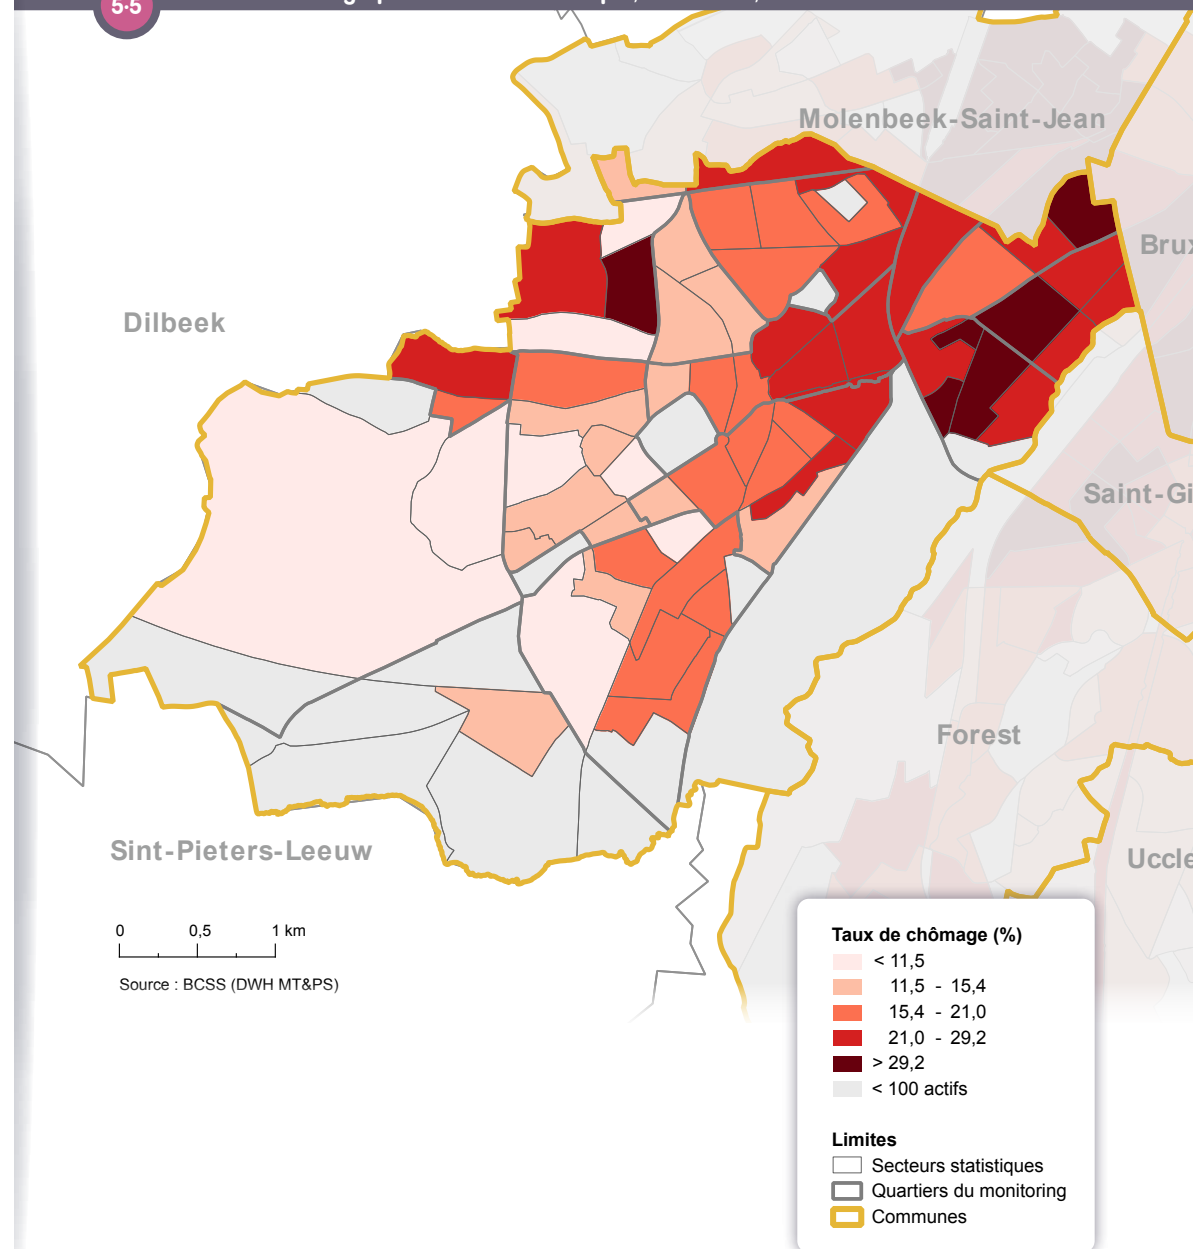 5.5
Molenbeek-Saint-Jean
Dilbeek
Saint-Gi
Forest
Sint-Pieters-Leeuw
Uccle
0 0,5 1 km
Source : BCSS (DWH MT&PS)
Taux de chômage (%)
< 11,5
11,5 - 15,4
15,4 - 21,0
21,0 - 29,2
> 29,2
< 100 actifs
Limites
Secteurs statistiques
Quartiers du monitoring
Communes